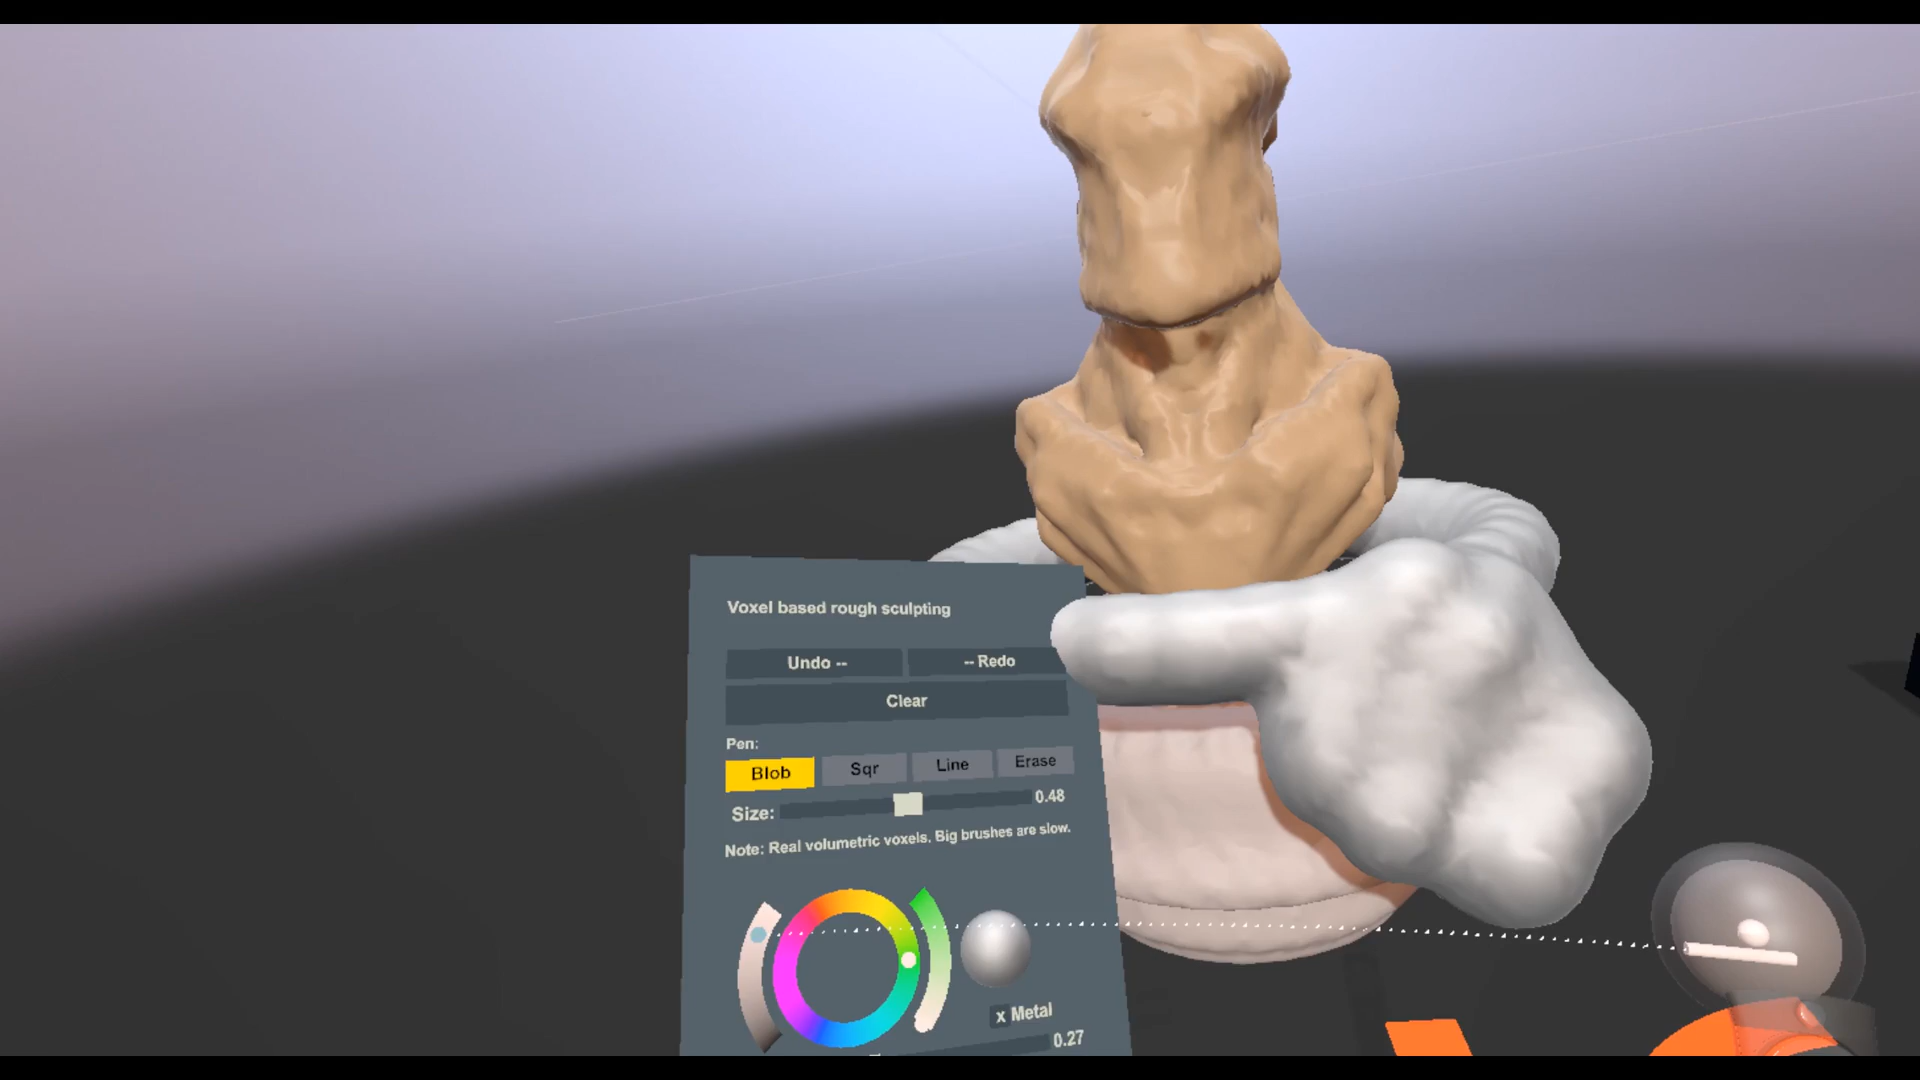 Voxel based rough sculpting
Undo --
-- Redo
Clear
Pen:
Blob
Sqr
Line
Erase
Size:
0.48
Note: Real volumetric voxels. Big brushes are slow.
x Metal
0.27